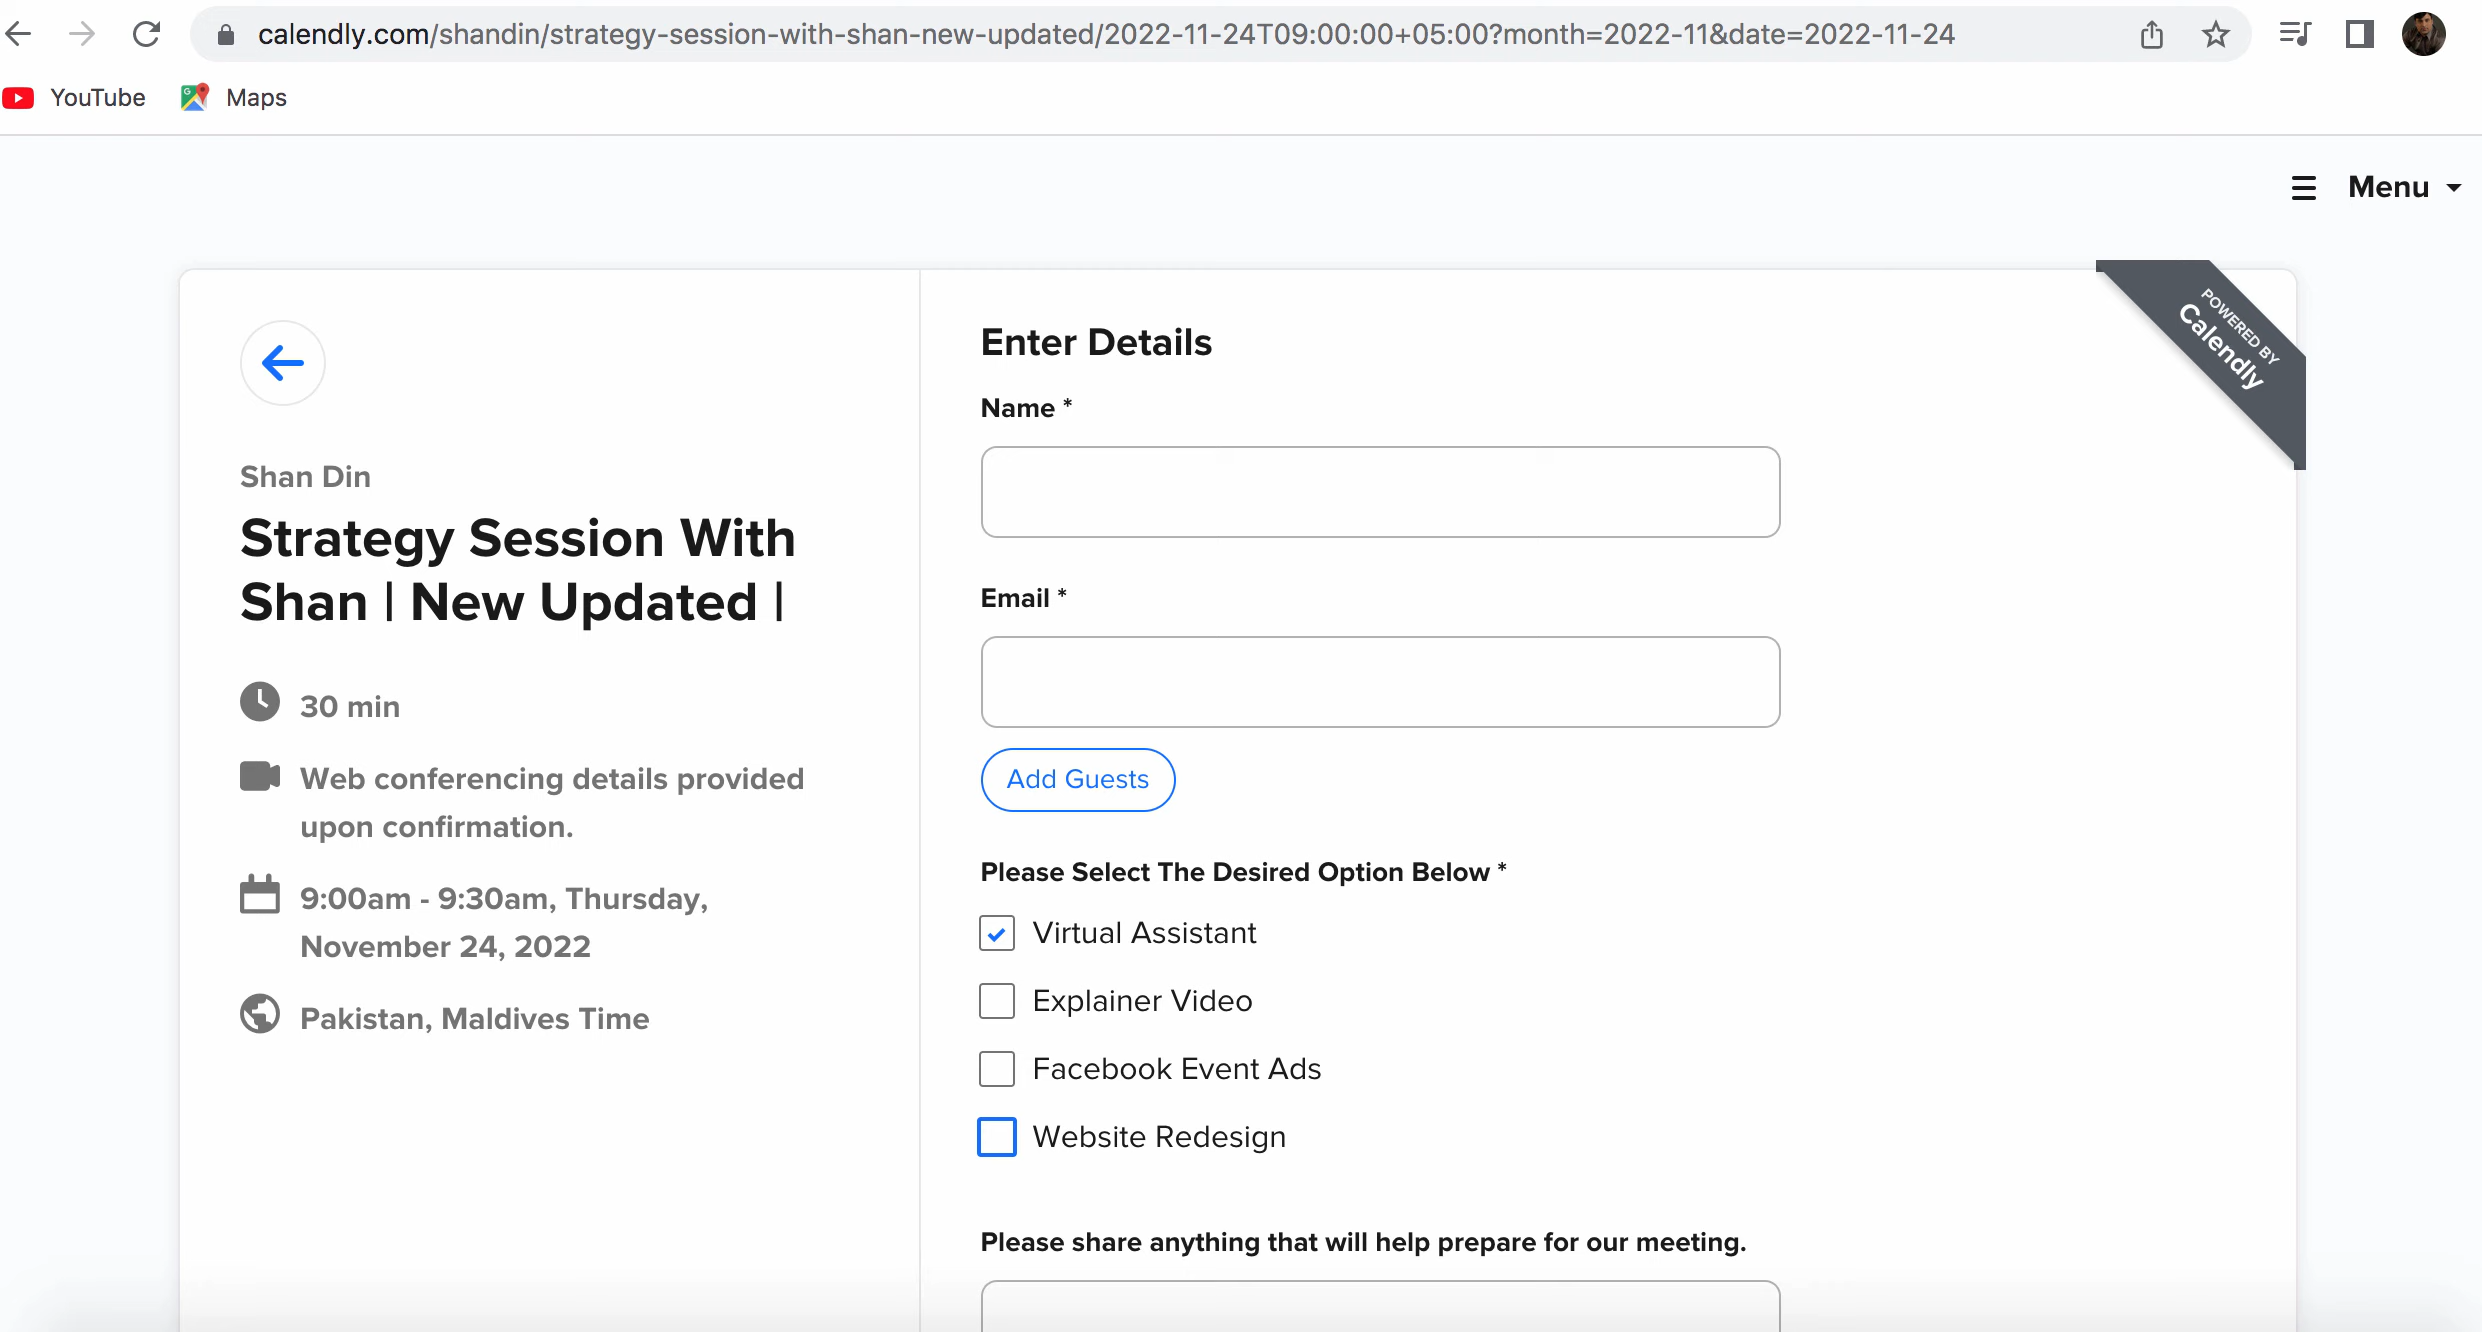 calendly.com/shandin/strategy-session-with-shan-new-updated/2022-11-24T09:00:00+05:00?month=2022-11&date=2022-11-24
YouTube
Maps
Menu
POWERED BY
Calendly
Shan Din
Strategy Session With
Shan | New Updated |
30 min
Web conferencing details provided
upon confirmation.
9:00am - 9:30am, Thursday,
November 24, 2022
Pakistan, Maldives Time
Enter Details
Name *
Email *
Add Guests
Please Select The Desired Option Below *
Virtual Assistant
Explainer Video
Facebook Event Ads
Website Redesign
Please share anything that will help prepare for our meeting.